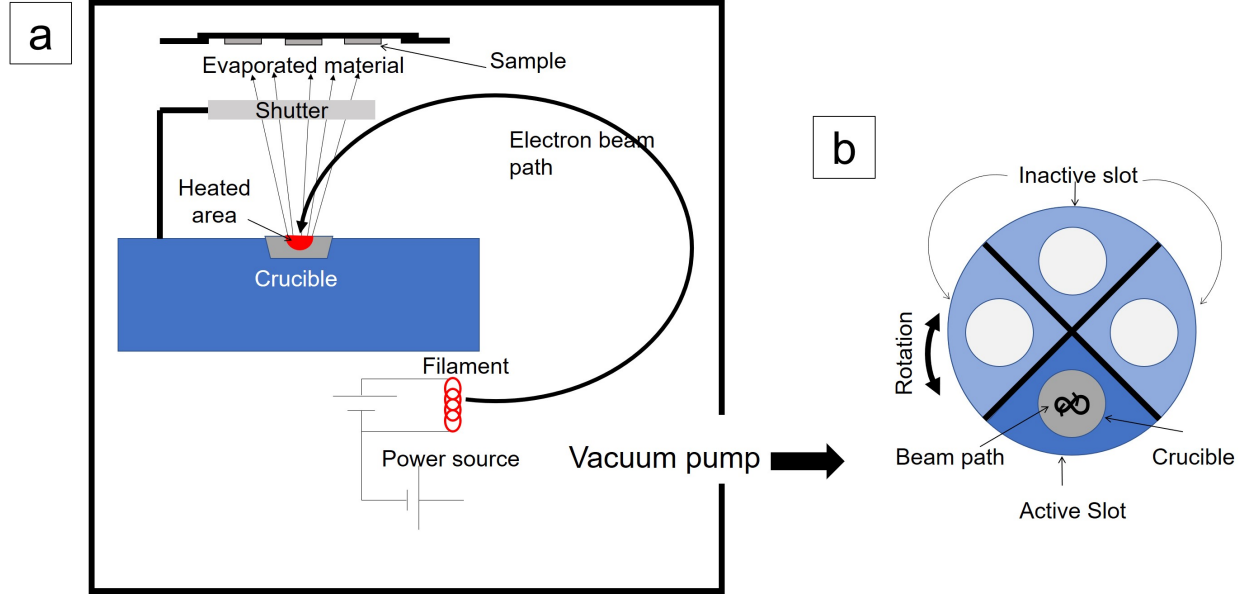 a
Sample
Evaporated material
Shutter
Electron beam
path
Heated
area
Crucible
Filament
Power source
Vacuum pump
b
Inactive slot
Rotation
Beam path
Crucible
Active Slot